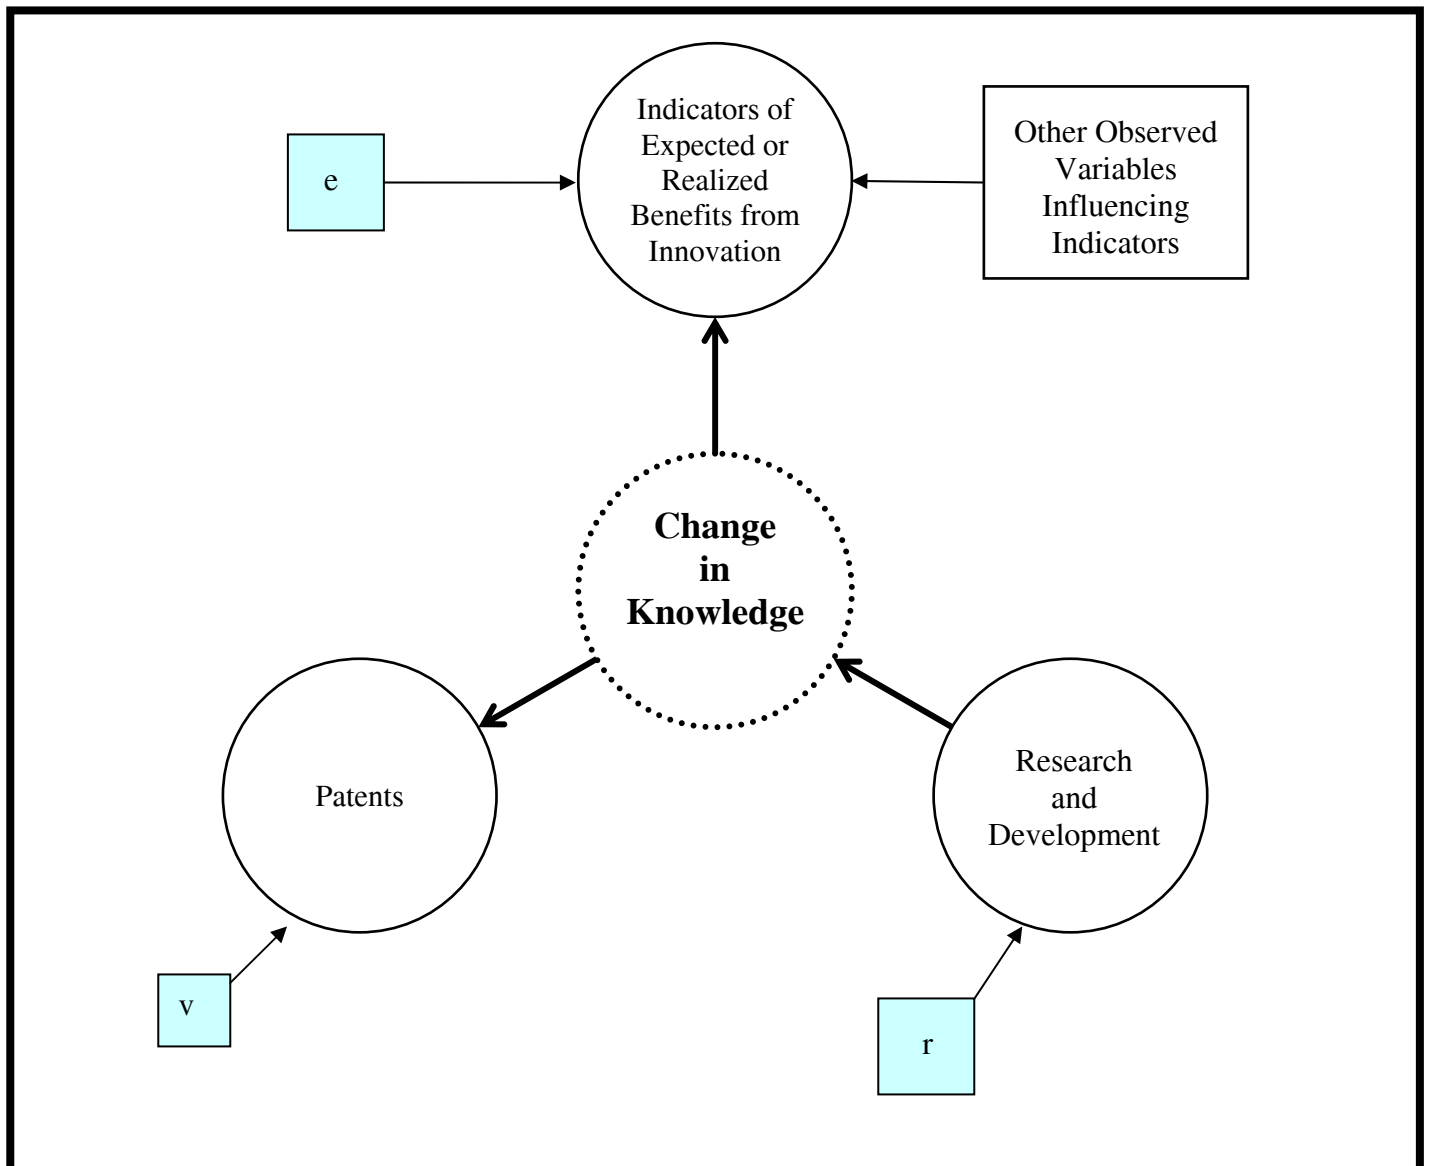 e
Indicators of
Expected or
Realized
Benefits from
Innovation
Other Observed
Variables
Influencing
Indicators
Change
in
Knowledge
Patents
Research
and
Development
v
r